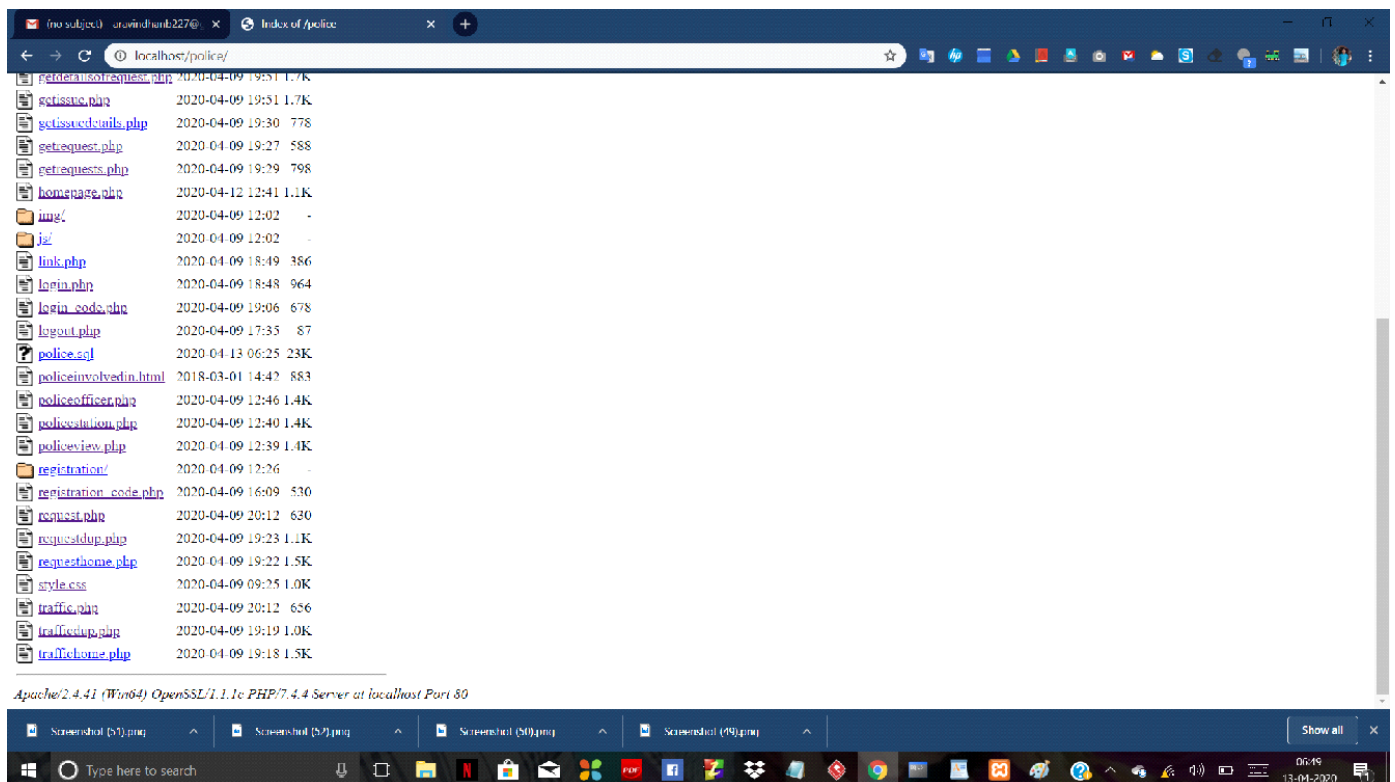 (no subject) - aravindhanb227@g
Index of /police
localhost/police/
getdetailsofrequest.php 2020-04-09 19:51 1.7K
getissue.php 2020-04-09 19:51 1.7K
getissuedetails.php 2020-04-09 19:30 778
getrequest.php 2020-04-09 19:27 588
getrequests.php 2020-04-09 19:29 798
homepage.php 2020-04-12 12:41 1.1K
img/ 2020-04-09 12:02 -
js/ 2020-04-09 12:02 -
link.php 2020-04-09 18:49 386
login.php 2020-04-09 18:48 964
login_code.php 2020-04-09 19:06 678
logout.php 2020-04-09 17:35 87
police.sql 2020-04-13 06:25 23K
policeinvolvedin.html 2018-03-01 14:42 883
policeofficer.php 2020-04-09 12:46 1.4K
policestation.php 2020-04-09 12:40 1.4K
policeview.php 2020-04-09 12:39 1.4K
registration/ 2020-04-09 12:26 -
registration_code.php 2020-04-09 16:09 530
request.php 2020-04-09 20:12 630
requestdup.php 2020-04-09 19:23 1.1K
requesthome.php 2020-04-09 19:22 1.5K
style.css 2020-04-09 09:25 1.0K
traffic.php 2020-04-09 20:12 656
trafficdup.php 2020-04-09 19:19 1.0K
traffichome.php 2020-04-09 19:18 1.5K
Apache/2.4.41 (Win64) OpenSSL/1.1.1c PHP/7.4.4 Server at localhost Port 80
Screenshot (51).png Screenshot (52).png Screenshot (50).png Screenshot (49).png Show all
Type here to search
06:49
13-04-2020